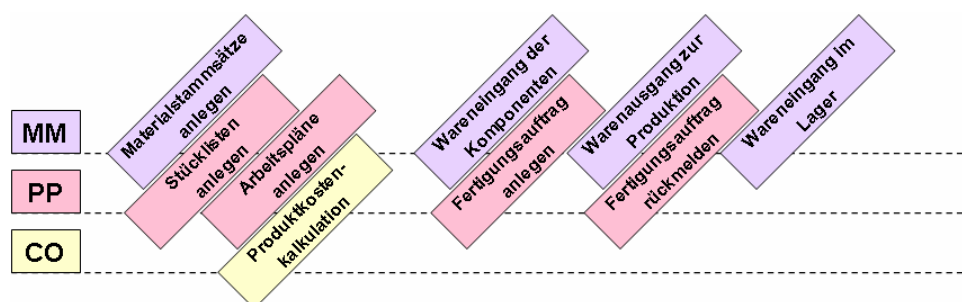 MM
PP
CO
Materialstammsätze
anlegen
Stücklisten
anlegen
Arbeitspläne
anlegen
Produktkosten-
kalkulation
Wareneingang der
Komponenten
Fertigungsauftrag
anlegen
Warenausgang zur
Produktion
Fertigungsauftrag
rückmelden
Wareneingang im
Lager